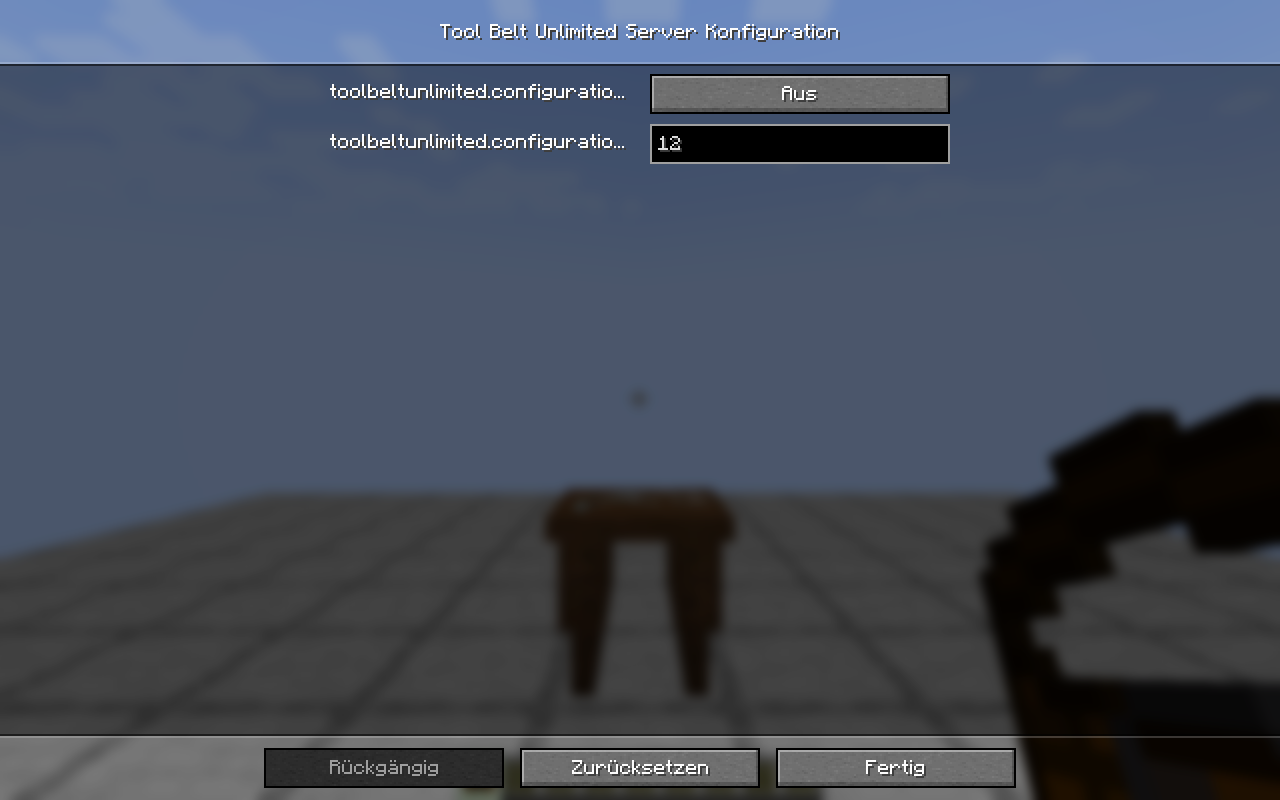 Tool Belt Unlimited Server Konfiguration
toolbeltunlimited.configuratio...
Aus
toolbeltunlimited.configuratio...
12
Rückgängig
Zurücksetzen
Fertig